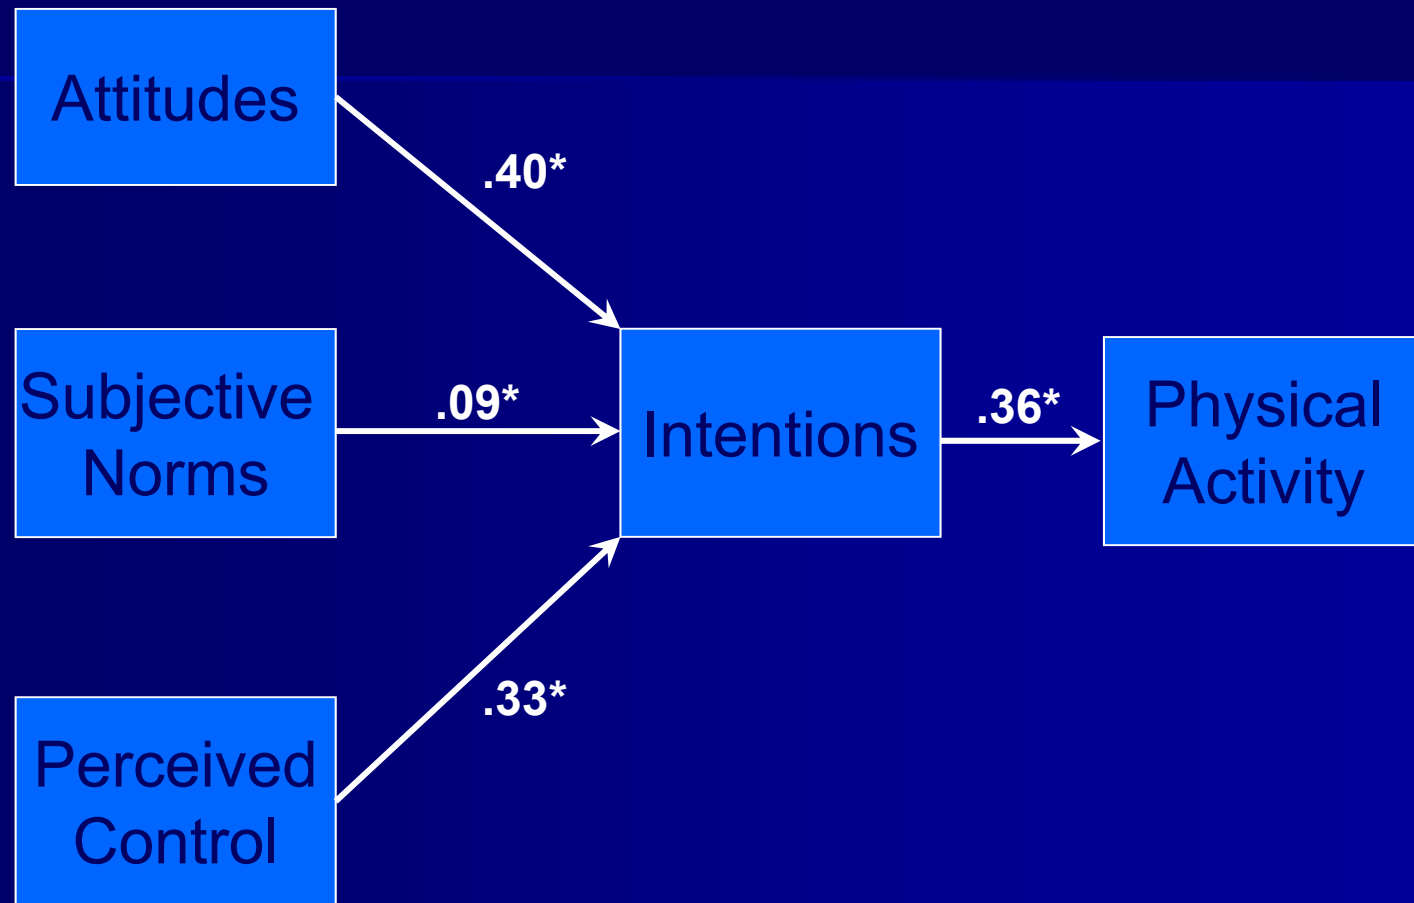 Attitudes
.40*
Subjective
Norms
.09*
Intentions
.36*
Physical
Activity
.33*
Perceived
Control